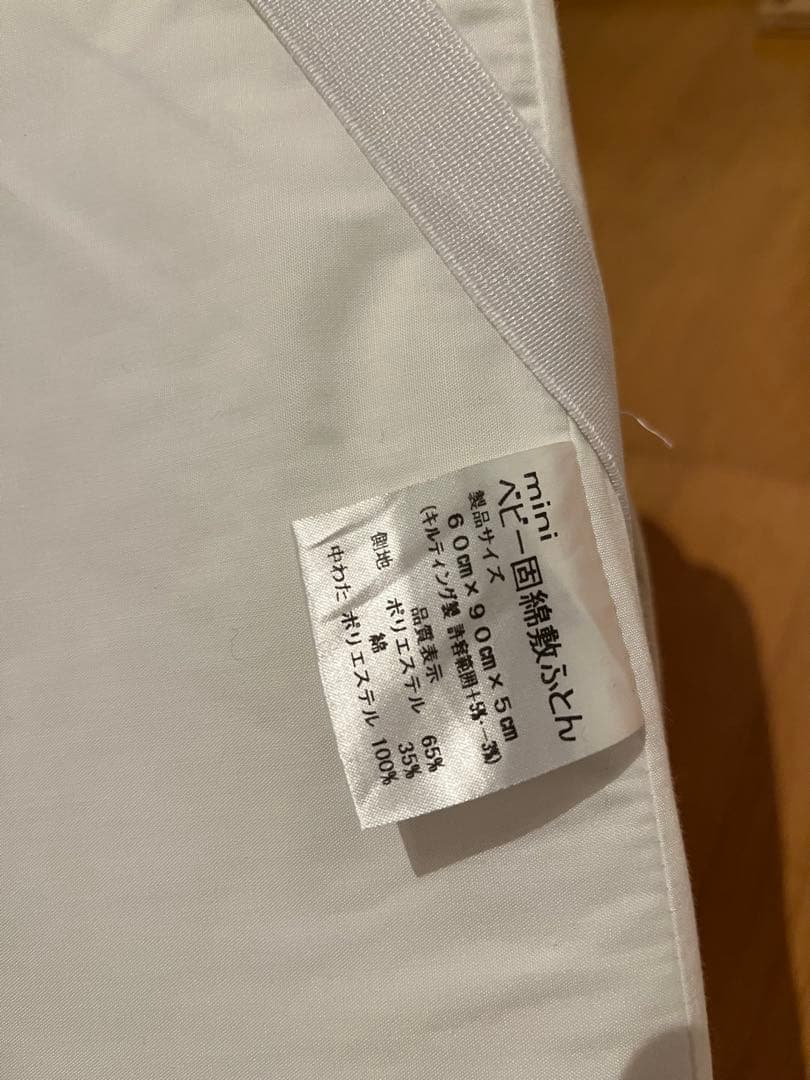 mini
ベビー固綿敷ふとん
製品サイズ
60㎝×90㎝×5㎝
(キルティング製 許容範囲+5%・-3%)
品質表示
側地 ポリエステル 65%
綿 35%
中わた ポリエステル 100%